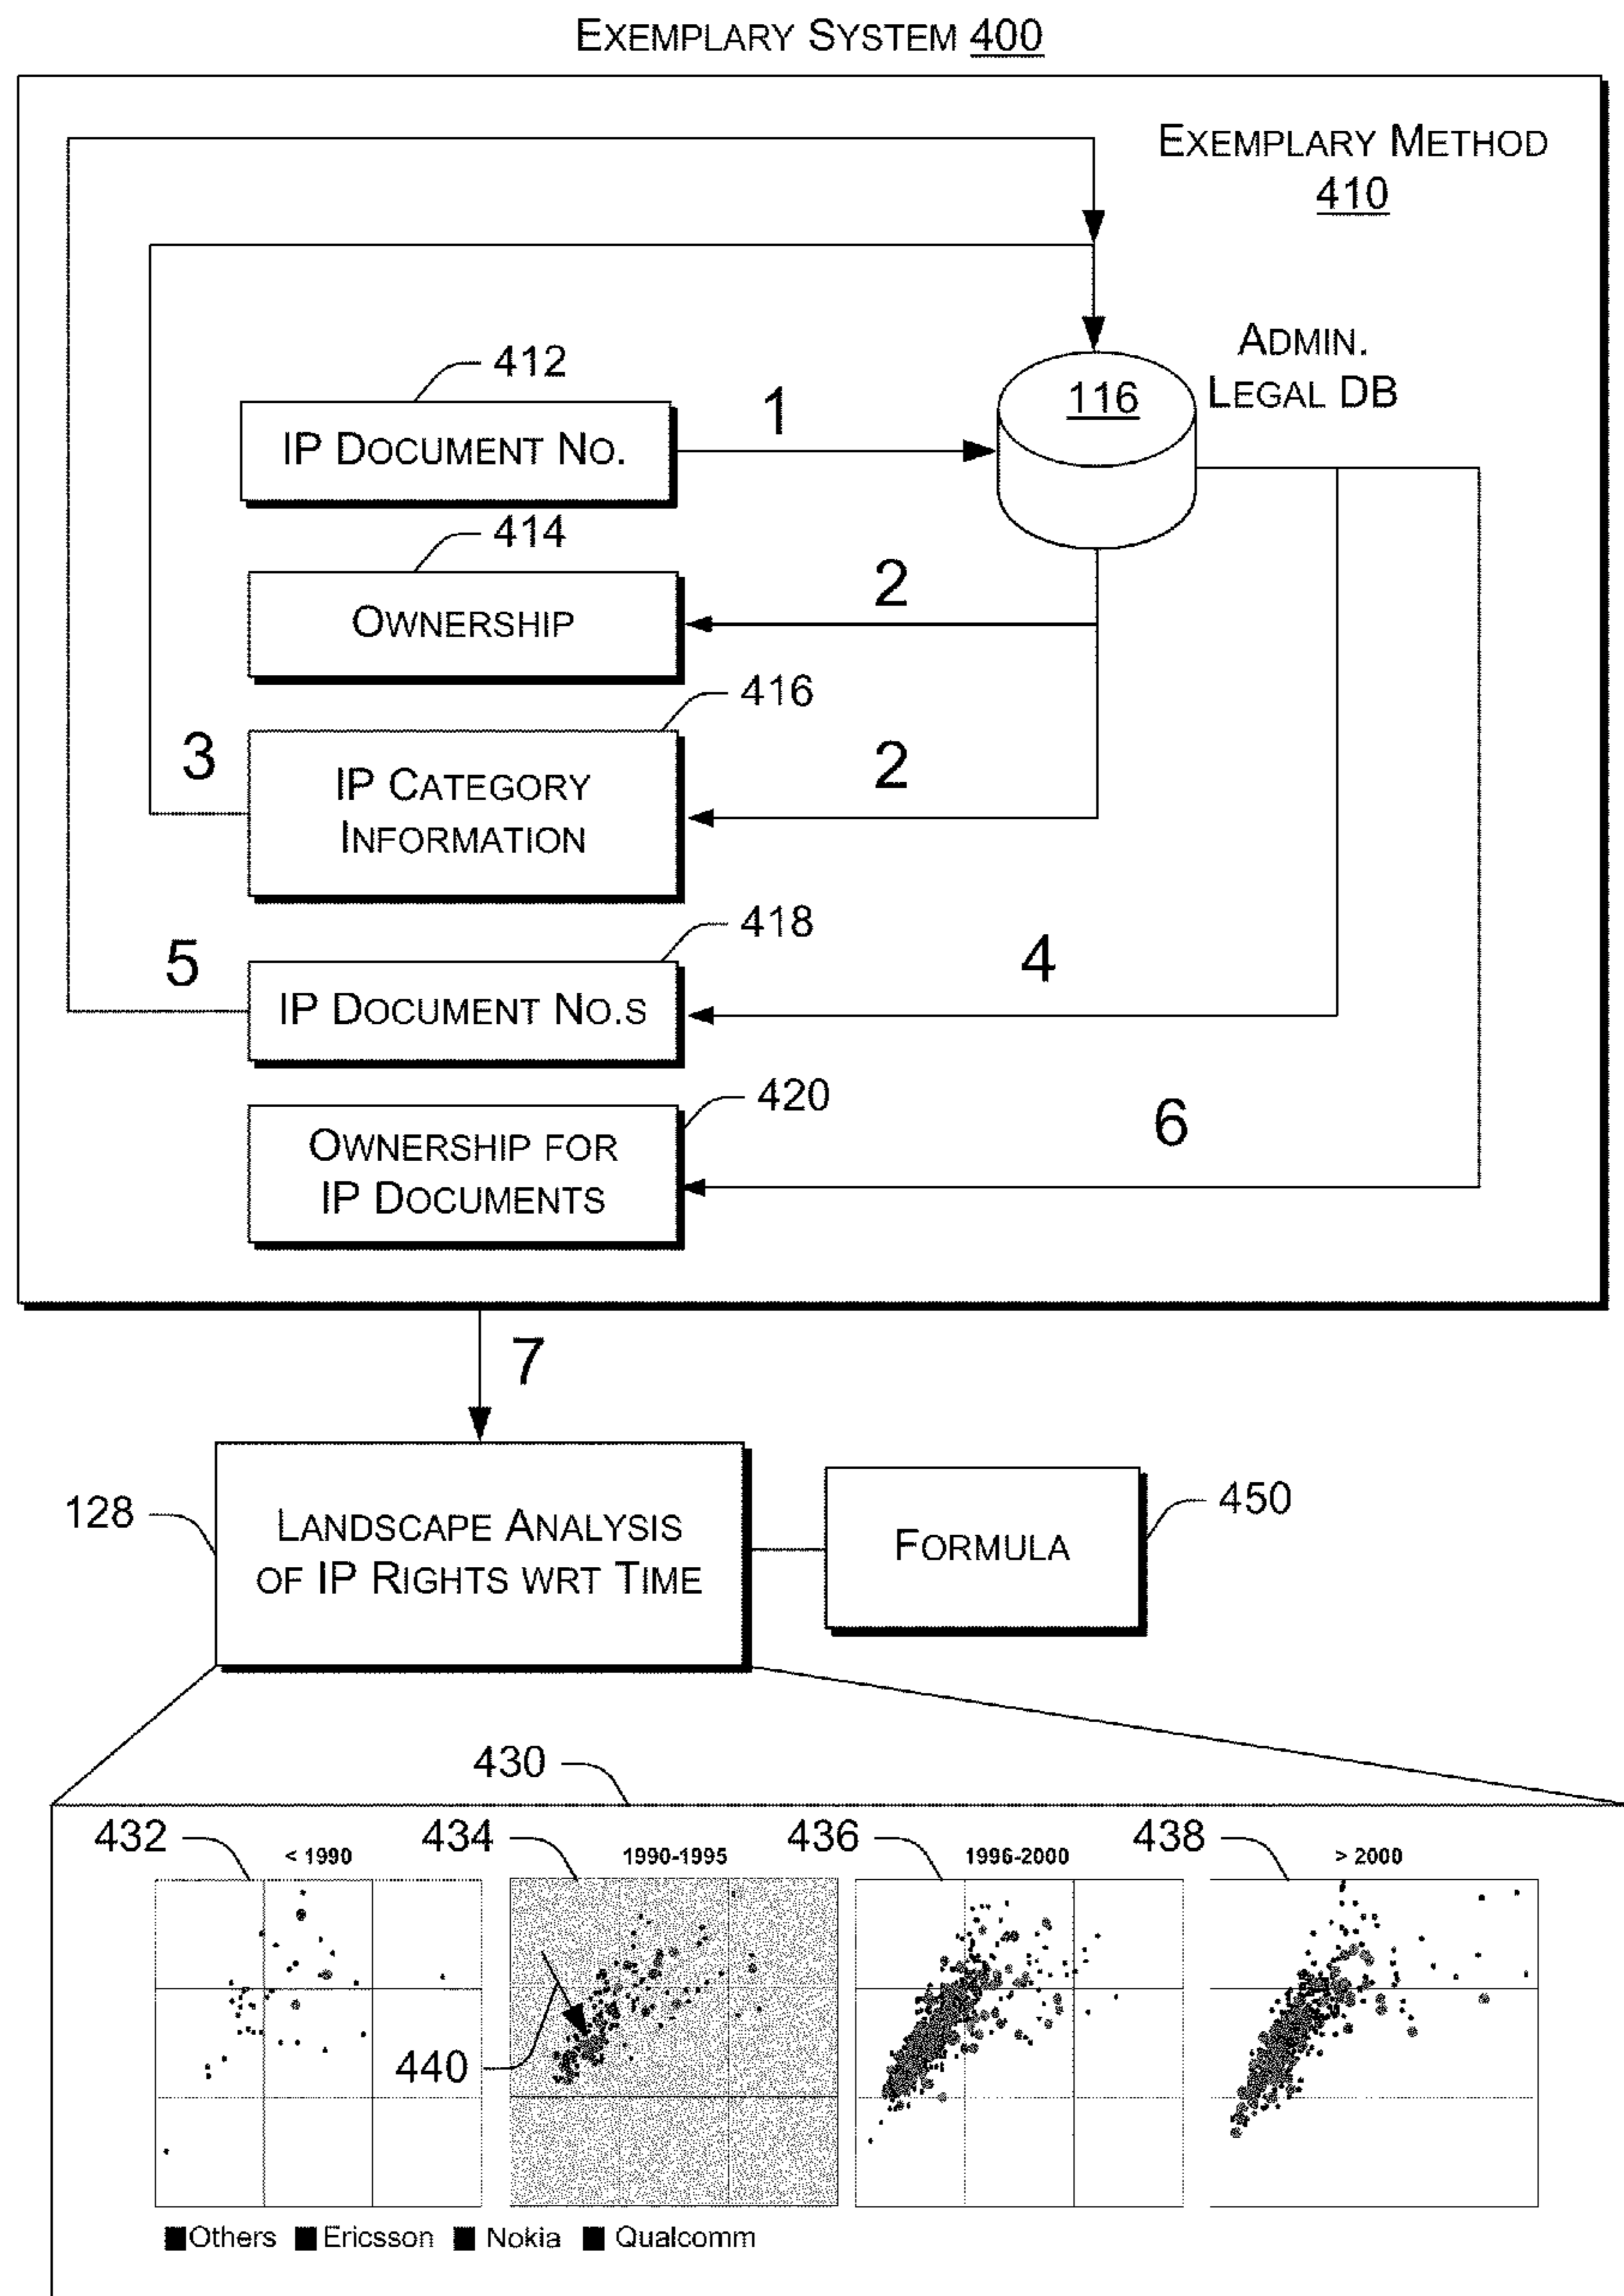 EXEMPLARY SYSTEM 400
EXEMPLARY METHOD
410
ADMIN.
LEGAL DB
116
412
IP DOCUMENT NO.
1
414
OWNERSHIP
2
416
IP CATEGORY
INFORMATION
2
3
418
IP DOCUMENT NO.S
4
5
420
OWNERSHIP FOR
IP DOCUMENTS
6
7
128
LANDSCAPE ANALYSIS
OF IP RIGHTS WRT TIME
FORMULA
450
430
432
434
436
438
< 1990
1990-1995
1996-2000
> 2000
440
Others Ericsson Nokia Qualcomm